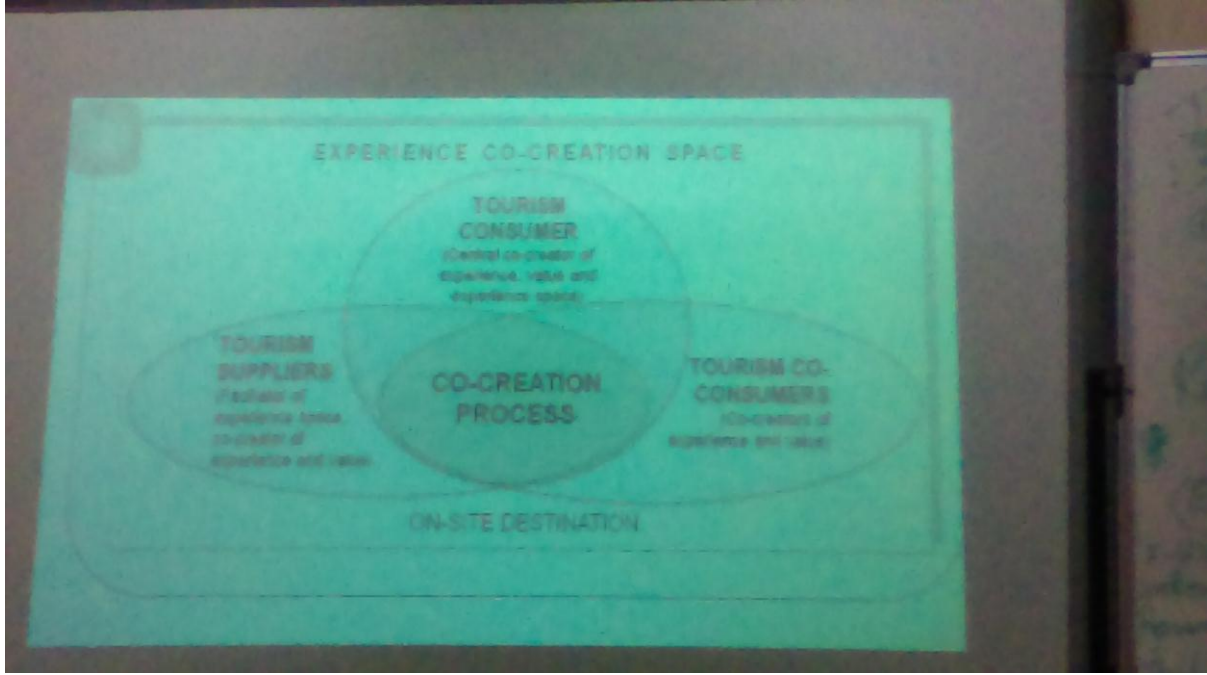 EXPERIENCE CO-CREATION SPACE
TOURISM
CONSUMER
(Central co-creator of
experience, value and
experience space)
TOURISM
SUPPLIERS
experience space,
co-creator of
experience and value)
CO-CREATION
PROCESS
TOURISM CO-
CONSUMERS
(Co-creators of
experience and value)
ON-SITE DESTINATION